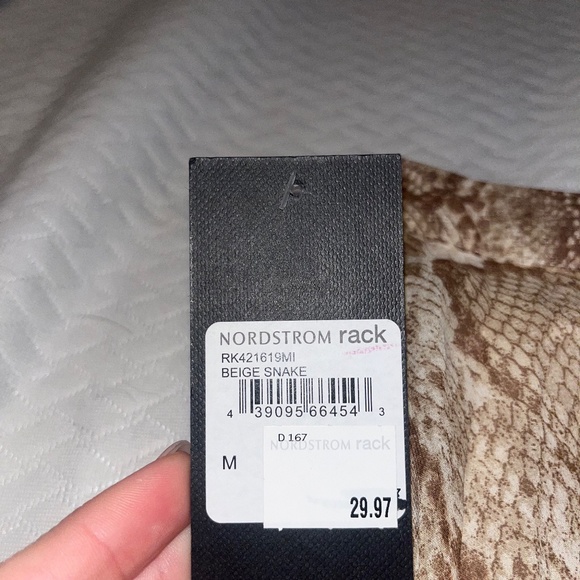 NORDSTROM rack
RK421619MI
BEIGE SNAKE
4 39095 66454 3
D 167
NORDSTROM rack
M
29.97